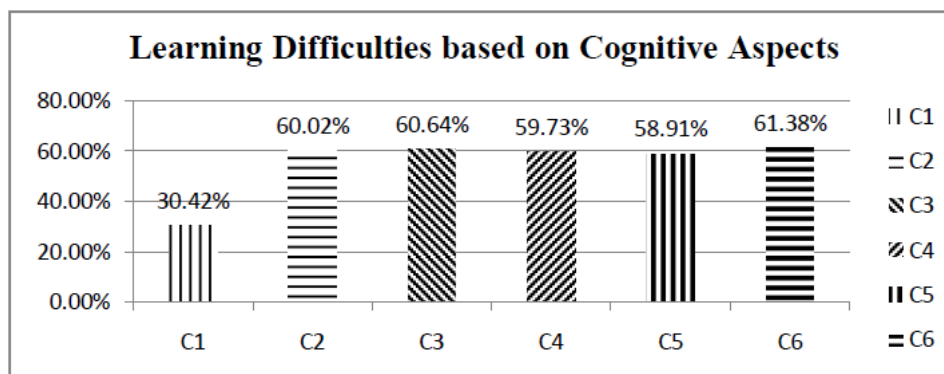 Learning Difficulties based on Cognitive Aspects
80.00%
60.00%
40.00%
20.00%
0.00%
30.42%
60.02%
60.64%
59.73%
58.91%
61.38%
C1
C2
C3
C4
C5
C6
C1
C2
C3
C4
C5
C6